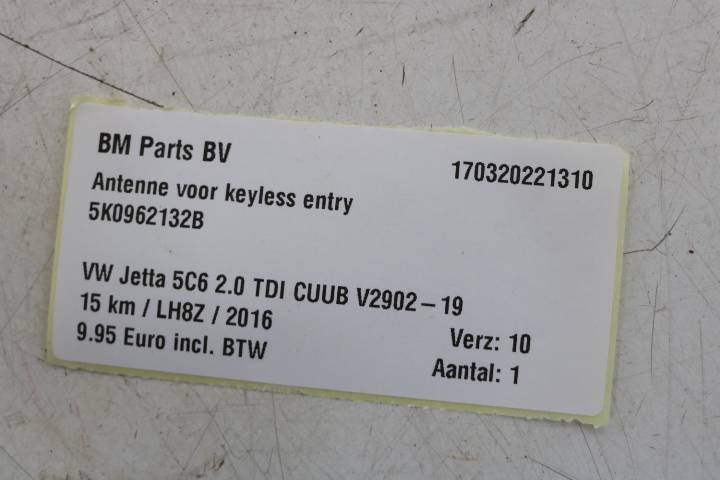 BM Parts BV
170320221310
Antenne voor keyless entry
5K0962132B
VW Jetta 5C6 2.0 TDI CUUB V2902-19
15 km / LH8Z / 2016
Verz: 10
9.95 Euro incl. BTW
Aantal: 1